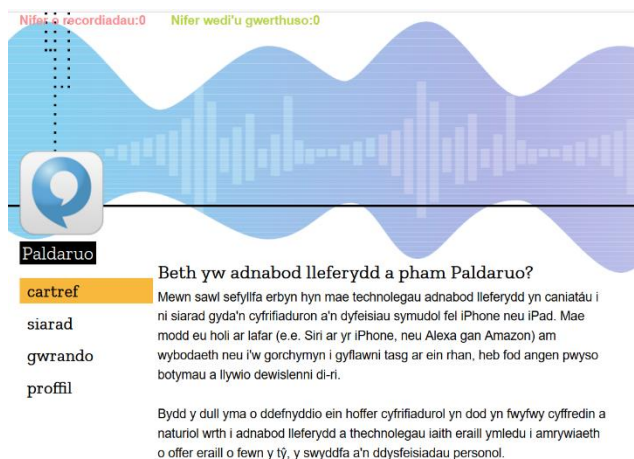 Nifer o recordiadau:0 Nifer wedi'u gwerthuso:0
Paldaruo
cartref
siarad
gwrando
proffil
Beth yw adnabod lleferydd a pham Paldaruo?
Mewn sawl sefyllfa erbyn hyn mae technolegau adnabod lleferydd yn caniatáu i
ni siarad gyda'n cyfrifiaduron a'n dyfeisiau symudol fel iPhone neu iPad. Mae
modd eu holi ar lafar (e.e. Siri ar yr iPhone, neu Alexa gan Amazon) am
wybodaeth neu i'w gorchymyn i gyflawni tasg ar ein rhan, heb fod angen pwyso
botymau a llywio dewislenni di-ri.
Bydd y dull yma o ddefnyddio ein hoffer cyfrifiadurol yn dod yn fwyfwy cyffredin a
naturiol wrth i adnabod lleferydd a thechnolegau iaith eraill ymledu i amrywiaeth
o offer eraill o fewn y tŷ, y swyddfa a'n ddysfeisiadau personol.